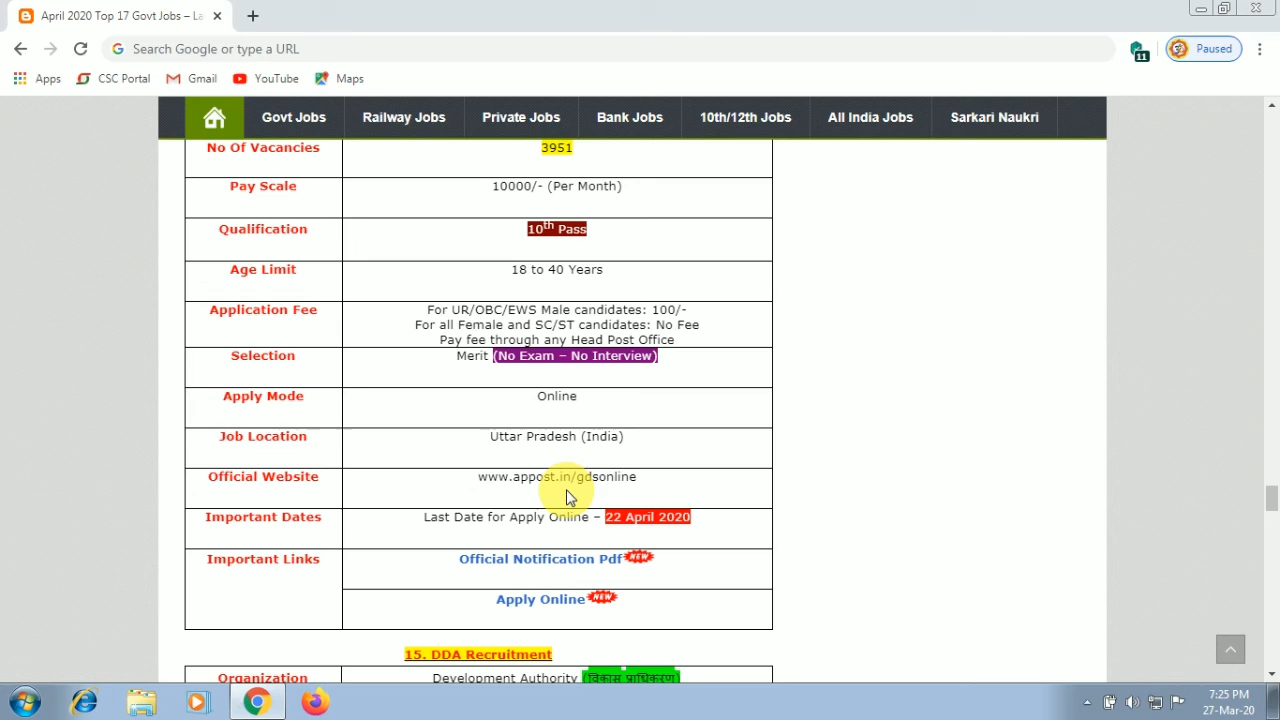 April 2020 Top 17 Govt Jobs – La
Search Google or type a URL
11
Paused
Apps CSC Portal Gmail YouTube Maps
Govt Jobs Railway Jobs Private Jobs Bank Jobs 10th/12th Jobs All India Jobs Sarkari Naukri
No Of Vacancies 3951
Pay Scale 10000/- (Per Month)
Qualification 10th Pass
Age Limit 18 to 40 Years
Application Fee For UR/OBC/EWS Male candidates: 100/-
For all Female and SC/ST candidates: No Fee
Pay fee through any Head Post Office
Selection Merit (No Exam – No Interview)
Apply Mode Online
Job Location Uttar Pradesh (India)
Official Website www.appost.in/gdsonline
Important Dates Last Date for Apply Online – 22 April 2020
Important Links Official Notification Pdf NEW
Apply Online NEW
15. DDA Recruitment
Organization Development Authority (विकास प्राधिकरण)
7:25 PM
27-Mar-20